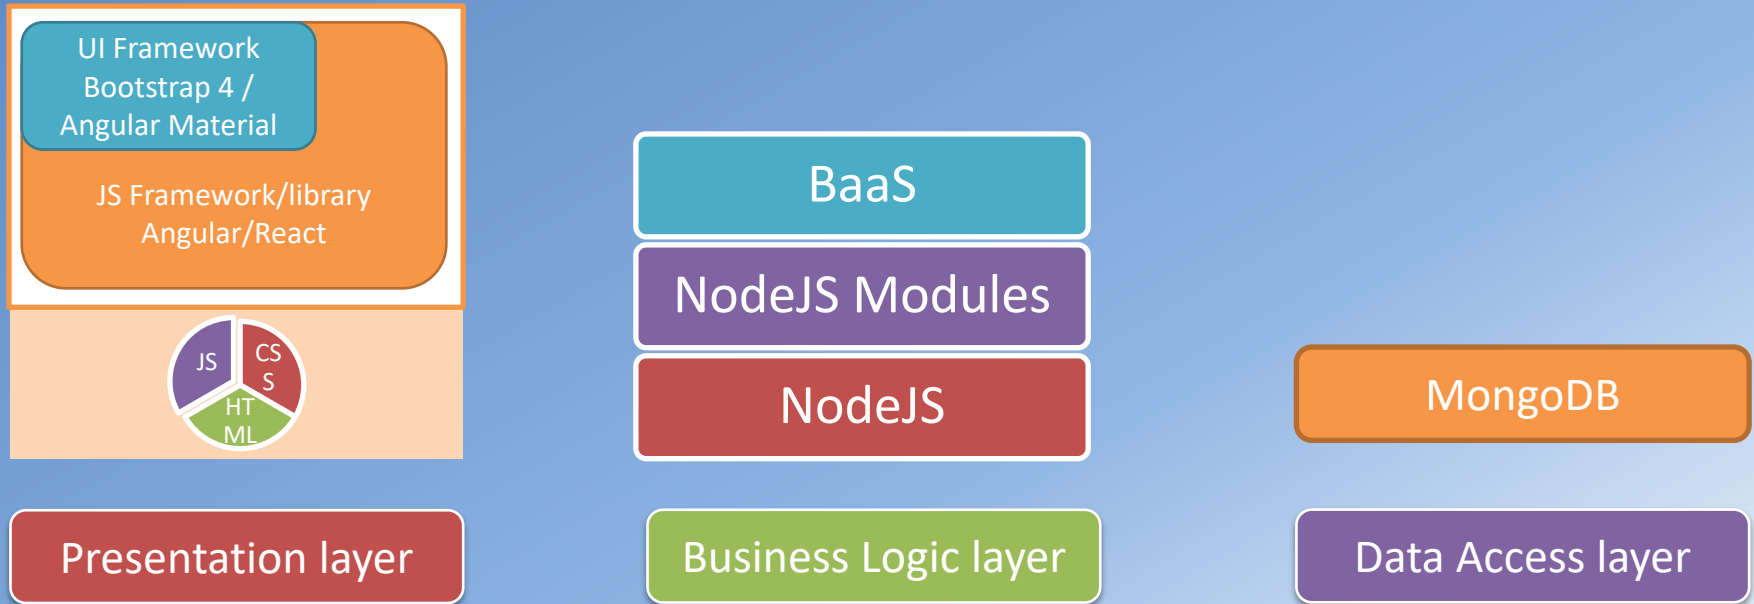 UI Framework
Bootstrap 4 /
Angular Material
JS Framework/library
Angular/React
JS
CS
S
HT
ML
Presentation layer
BaaS
NodeJS Modules
NodeJS
Business Logic layer
MongoDB
Data Access layer